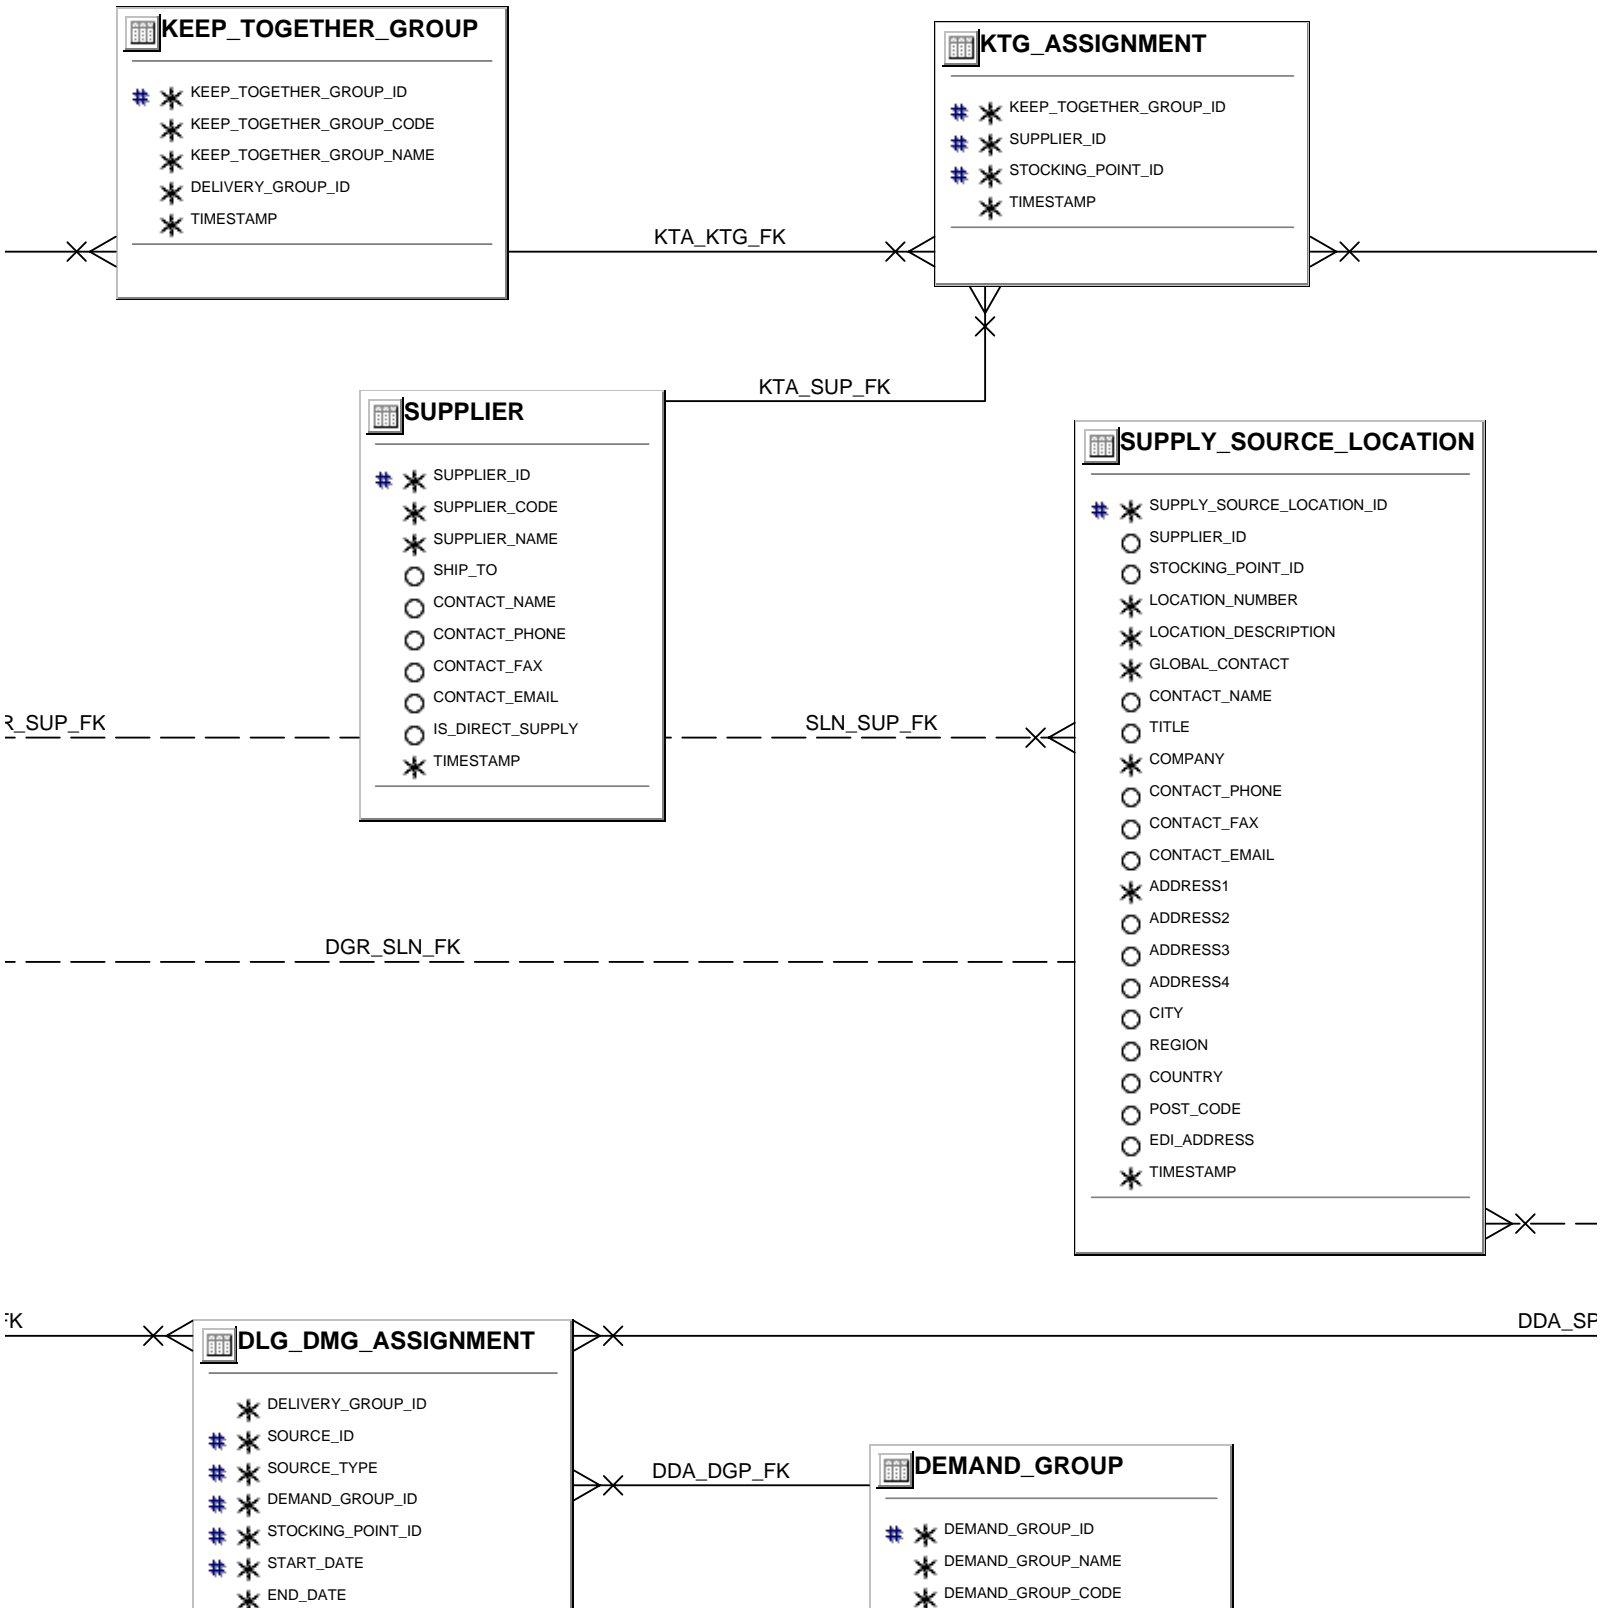 KEEP_TOGETHER_GROUP
# * KEEP_TOGETHER_GROUP_ID
* KEEP_TOGETHER_GROUP_CODE
* KEEP_TOGETHER_GROUP_NAME
* DELIVERY_GROUP_ID
* TIMESTAMP
KTA_KTG_FK
KTG_ASSIGNMENT
# * KEEP_TOGETHER_GROUP_ID
# * SUPPLIER_ID
# * STOCKING_POINT_ID
* TIMESTAMP
KTA_SUP_FK
SUPPLIER
# * SUPPLIER_ID
* SUPPLIER_CODE
* SUPPLIER_NAME
SHIP_TO
CONTACT_NAME
CONTACT_PHONE
CONTACT_FAX
CONTACT_EMAIL
IS_DIRECT_SUPPLY
* TIMESTAMP
R_SUP_FK
SLN_SUP_FK
SUPPLY_SOURCE_LOCATION
# * SUPPLY_SOURCE_LOCATION_ID
SUPPLIER_ID
STOCKING_POINT_ID
* LOCATION_NUMBER
* LOCATION_DESCRIPTION
* GLOBAL_CONTACT
CONTACT_NAME
TITLE
* COMPANY
CONTACT_PHONE
CONTACT_FAX
CONTACT_EMAIL
* ADDRESS1
ADDRESS2
ADDRESS3
ADDRESS4
CITY
REGION
COUNTRY
POST_CODE
EDI_ADDRESS
* TIMESTAMP
DGR_SLN_FK
FK
DLG_DMG_ASSIGNMENT
* DELIVERY_GROUP_ID
# * SOURCE_ID
# * SOURCE_TYPE
# * DEMAND_GROUP_ID
# * STOCKING_POINT_ID
# * START_DATE
* END_DATE
DDA_SP
DDA_DGP_FK
DEMAND_GROUP
# * DEMAND_GROUP_ID
* DEMAND_GROUP_NAME
* DEMAND_GROUP_CODE